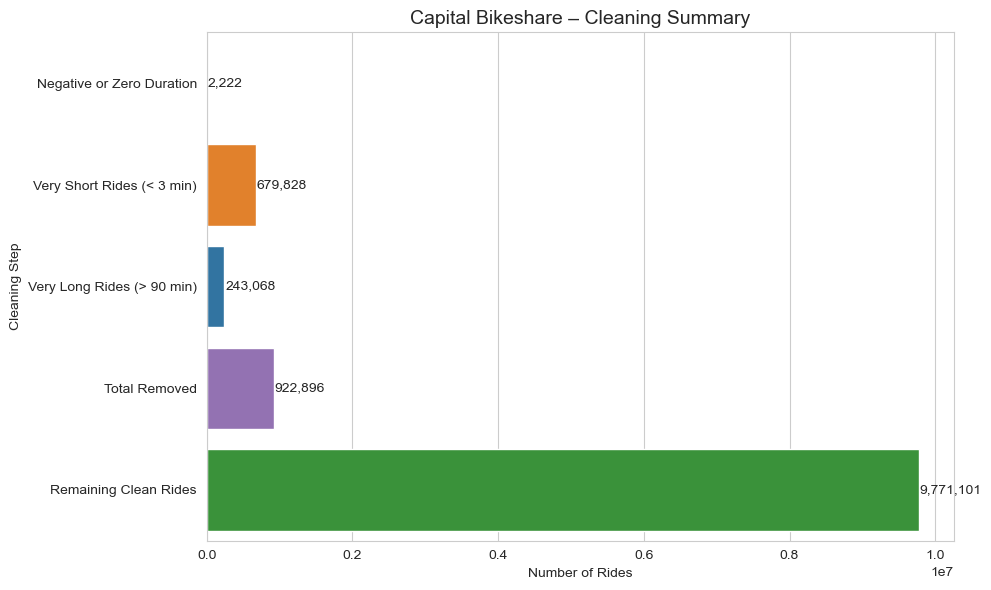 Capital Bikeshare – Cleaning Summary
Cleaning Step
Negative or Zero Duration
2,222
Very Short Rides (< 3 min)
679,828
Very Long Rides (> 90 min)
243,068
Total Removed
922,896
Remaining Clean Rides
9,771,101
0.0 0.2 0.4 0.6 0.8 1.0
1e7
Number of Rides